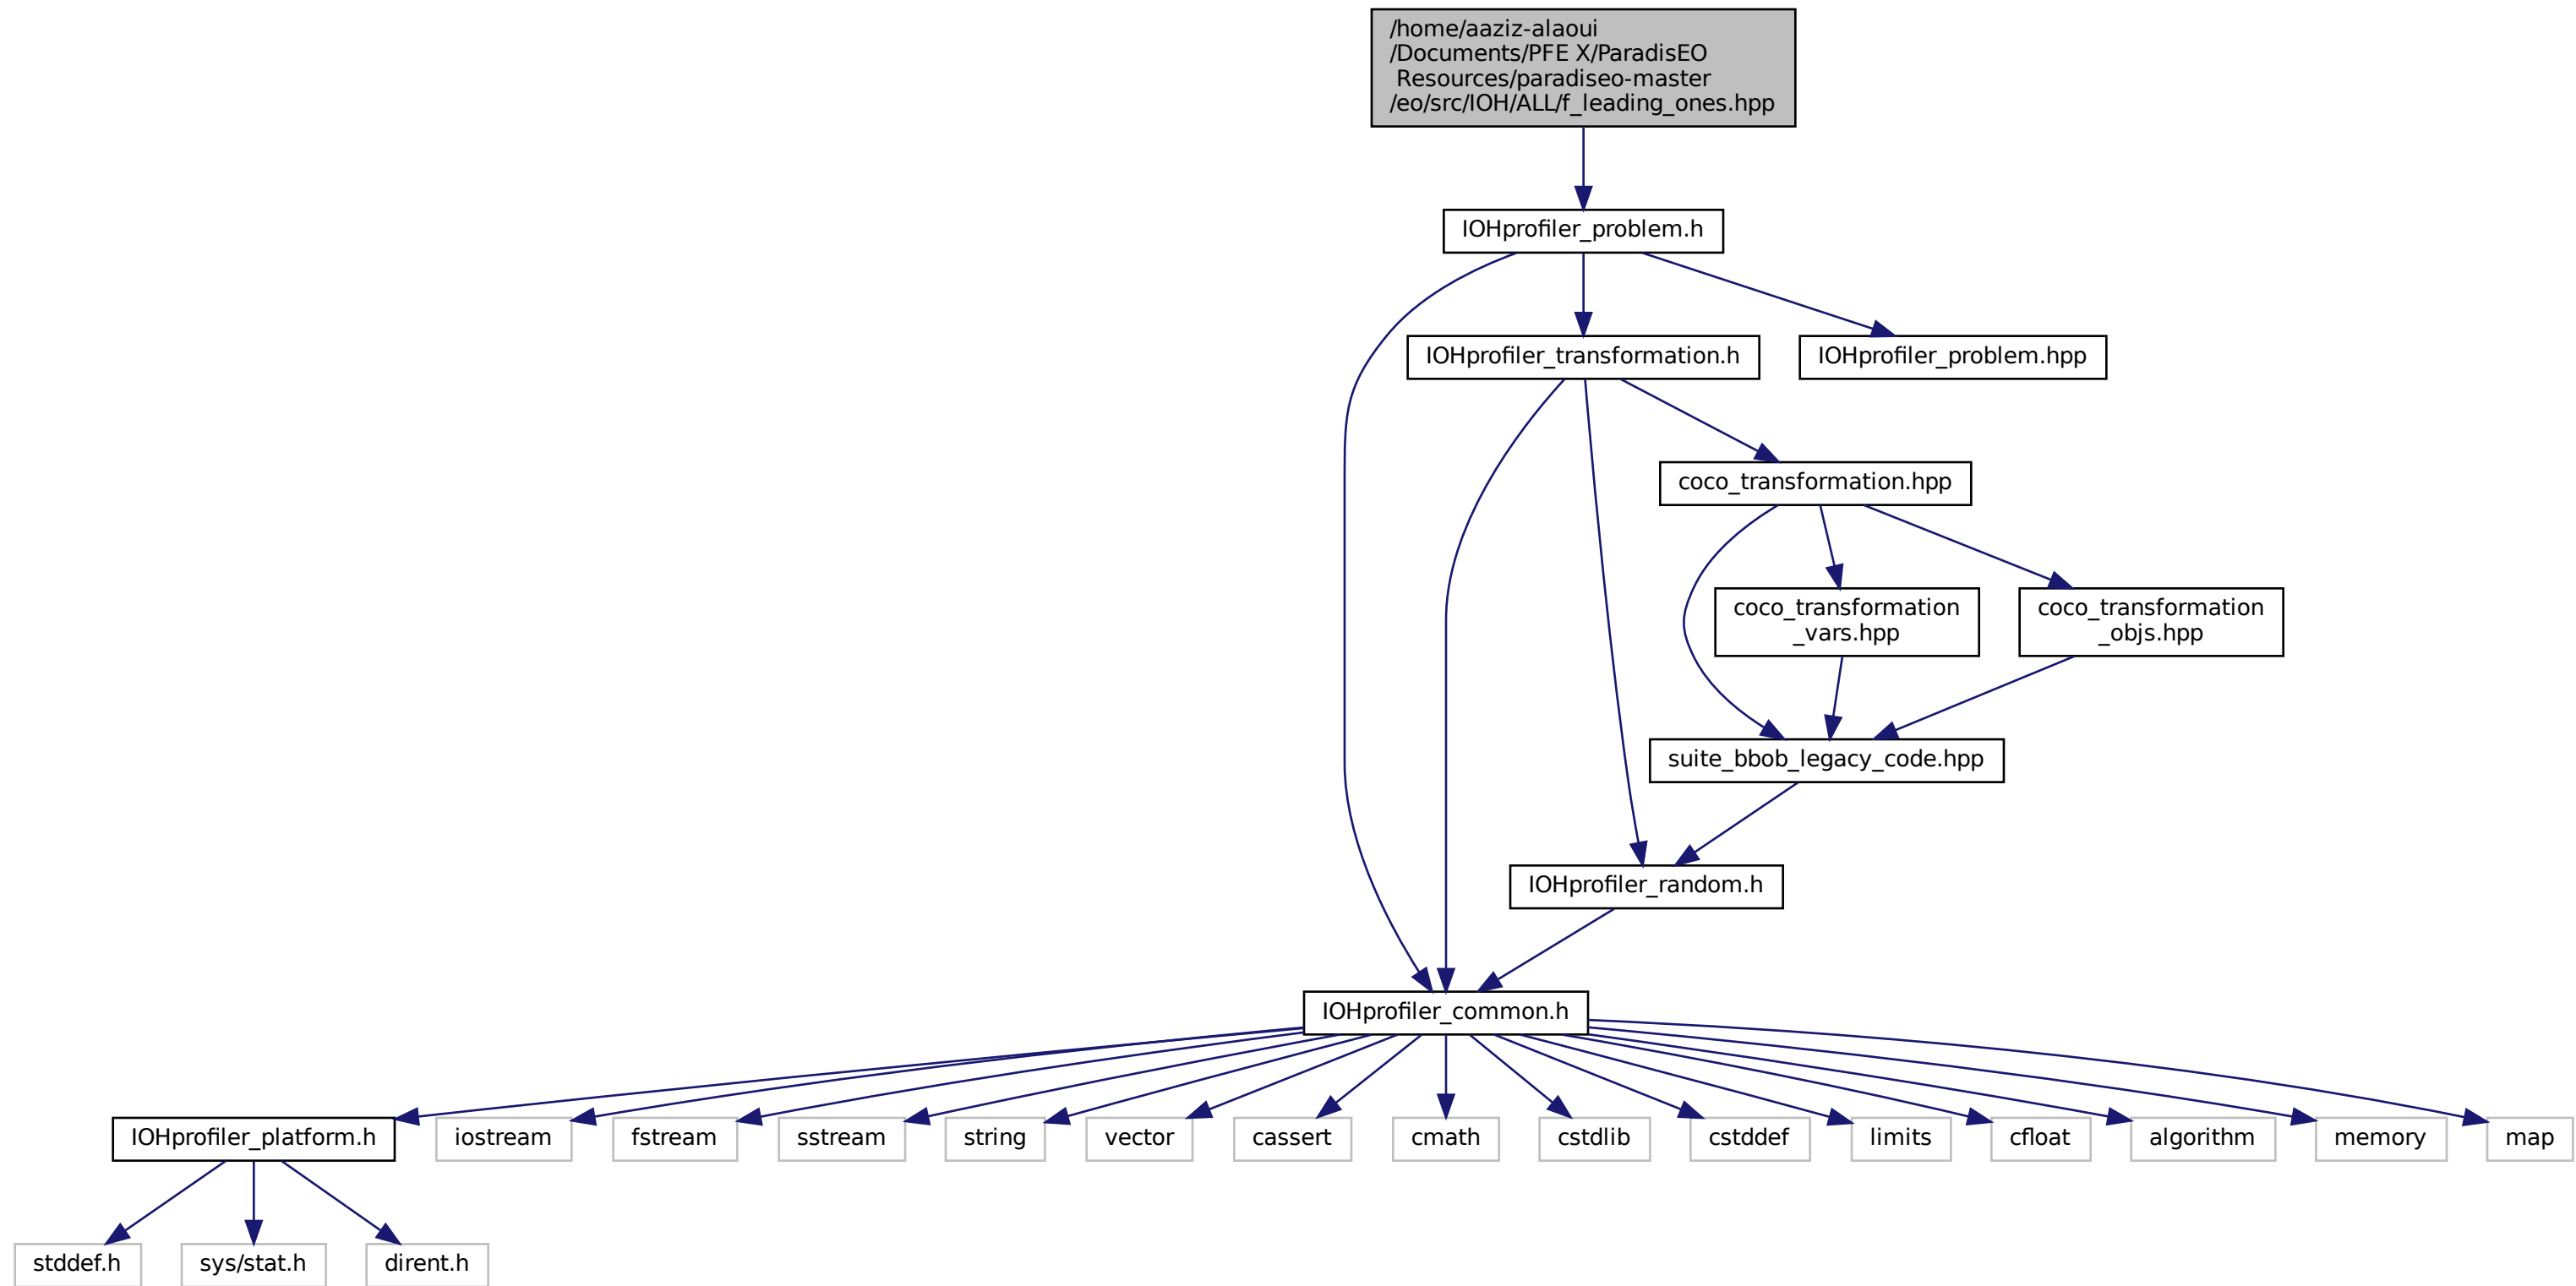 /home/aaziz-alaoui
/Documents/PFE X/ParadisEO
Resources/paradiseo-master
/eo/src/IOH/ALL/f_leading_ones.hpp
IOHprofiler_problem.h
IOHprofiler_transformation.h
IOHprofiler_problem.hpp
coco_transformation.hpp
coco_transformation
_vars.hpp
coco_transformation
_objs.hpp
suite_bbob_legacy_code.hpp
IOHprofiler_random.h
IOHprofiler_common.h
IOHprofiler_platform.h
iostream
fstream
sstream
string
vector
cassert
cmath
cstdlib
cstddef
limits
cfloat
algorithm
memory
map
stddef.h
sys/stat.h
dirent.h